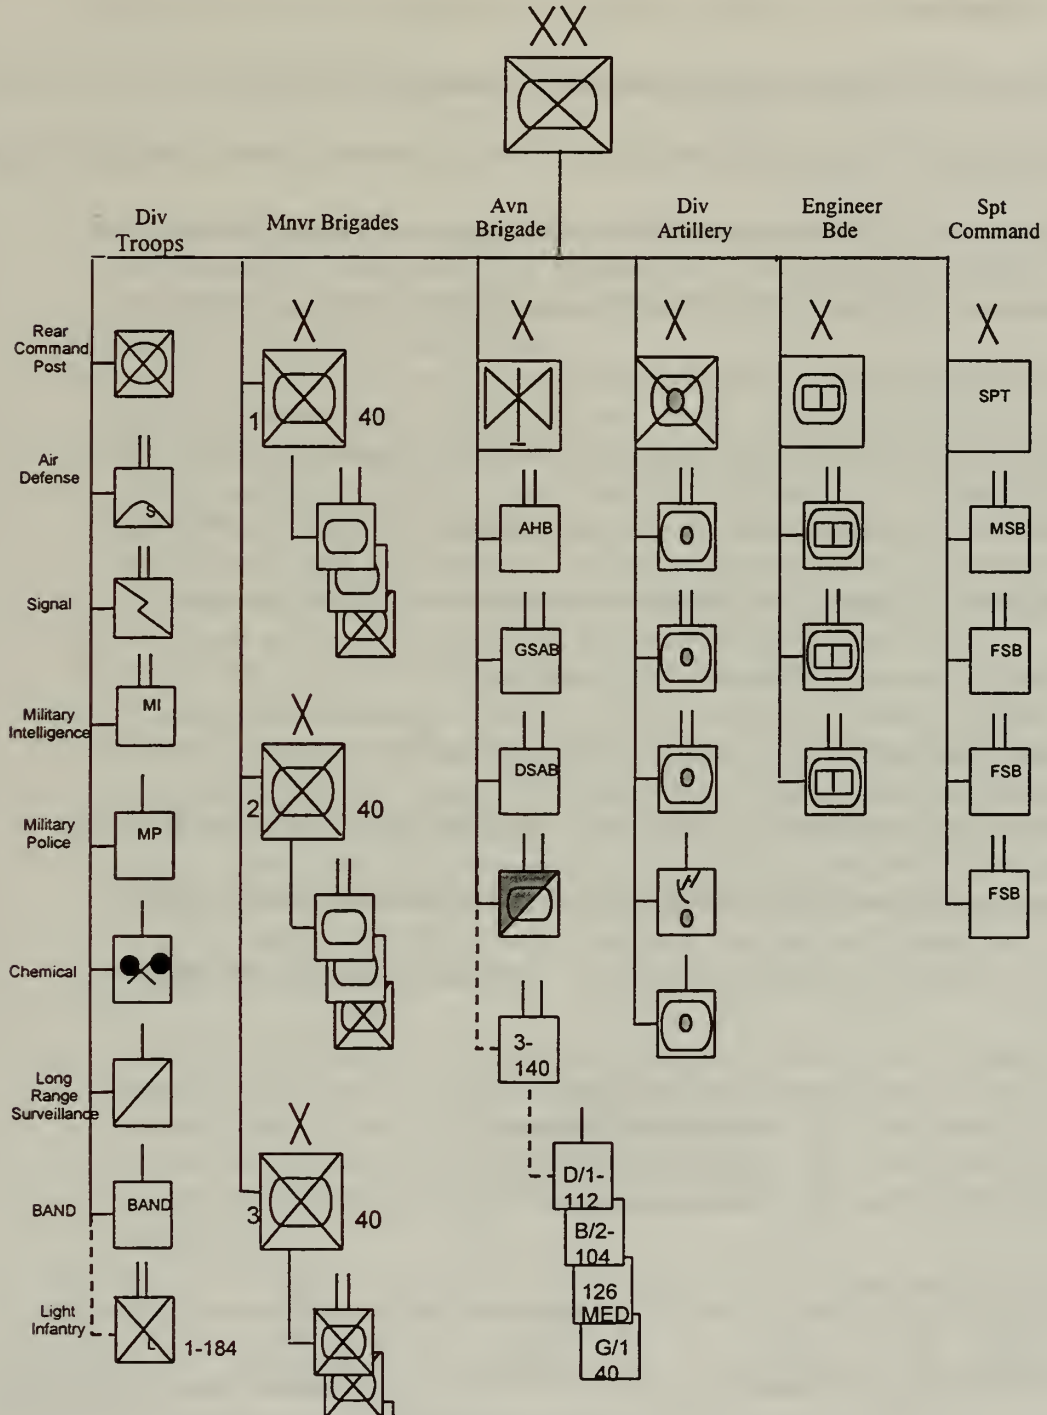 XX
Div
Troops
Mnvr Brigades
Avn
Brigade
Div
Artillery
Engineer
Bde
Spt
Command
Rear
Command
Post
Air
Defense
S
Signal
Military
Intelligence
MI
Military
Police
MP
Chemical
Long
Range
Surveillance
BAND
BAND
Light
Infantry
L
1-184
X
1
40
X
2
40
X
3
40
X
AHB
GSAB
DSAB
3-
140
D/1-
112
B/2-
104
126
MED
G/1
40
X
X
X
SPT
MSB
FSB
FSB
FSB